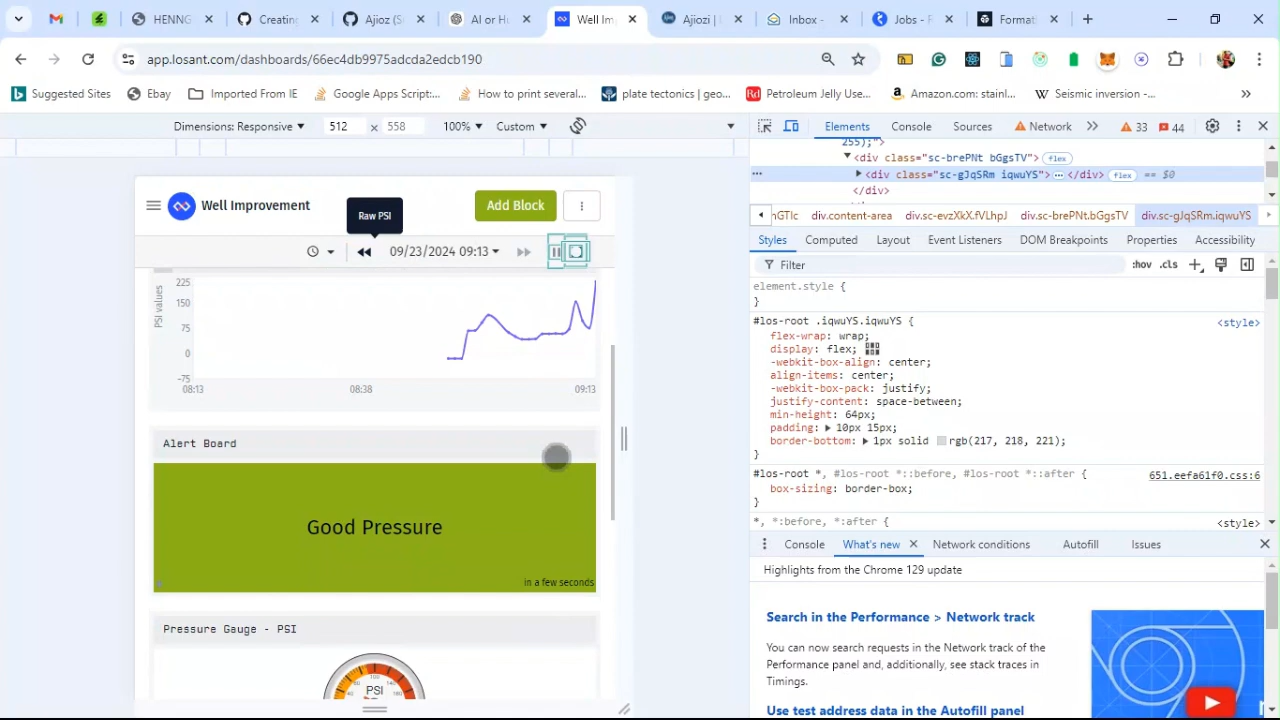 HENNG
Creating
Ajioz (S
AI or Hu
Well Im
Ajiozi |
Inbox -
Jobs - F
Format
app.losant.com/dashboards/66ec4db9975adcda2e0cb190
Suggested Sites
Ebay
Imported From IE
Google Apps Script:...
How to print several...
plate tectonics | geo...
Petroleum Jelly Use...
Amazon.com: stainl...
Seismic inversion -...
»
Dimensions: Responsive
512 x 558
100%
Custom
Elements
Console
Sources
Network
»
33
44
255);">
<div class="sc-brePNt bGgsTV"> flex
... <div class="sc-gJqSRm iqwuYS"> ... </div> flex == $0
</div>
nGTIc
div.content-area
div.sc-evzXkX.fVLhpJ
div.sc-brePNt.bGgsTV
div.sc-gJqSRm.iqwuYS
Styles
Computed
Layout
Event Listeners
DOM Breakpoints
Properties
Accessibility
Filter
:hov .cls
element.style {
}
#los-root .iqwuYS.iqwuYS {
<style>
flex-wrap: wrap;
display: flex;
-webkit-box-align: center;
align-items: center;
-webkit-box-pack: justify;
justify-content: space-between;
min-height: 64px;
padding: 10px 15px;
border-bottom: 1px solid rgb(217, 218, 221);
}
#los-root *, #los-root *::before, #los-root *::after {
651.eefa61f0.css:6
box-sizing: border-box;
}
*, *:before, *:after {
<style>
Console
What's new
Network conditions
Autofill
Issues
Highlights from the Chrome 129 update
Search in the Performance > Network track
You can now search requests in the Network track of the
Performance panel and, additionally, see stack traces in
Timings.
Use test address data in the Autofill panel
Well Improvement
Raw PSI
Add Block
09/23/2024 09:13
PSI Values
225
150
75
0
-75
08:13
08:38
09:13
Alert Board
Good Pressure
in a few seconds
Pressure Gauge - PSI
PSI